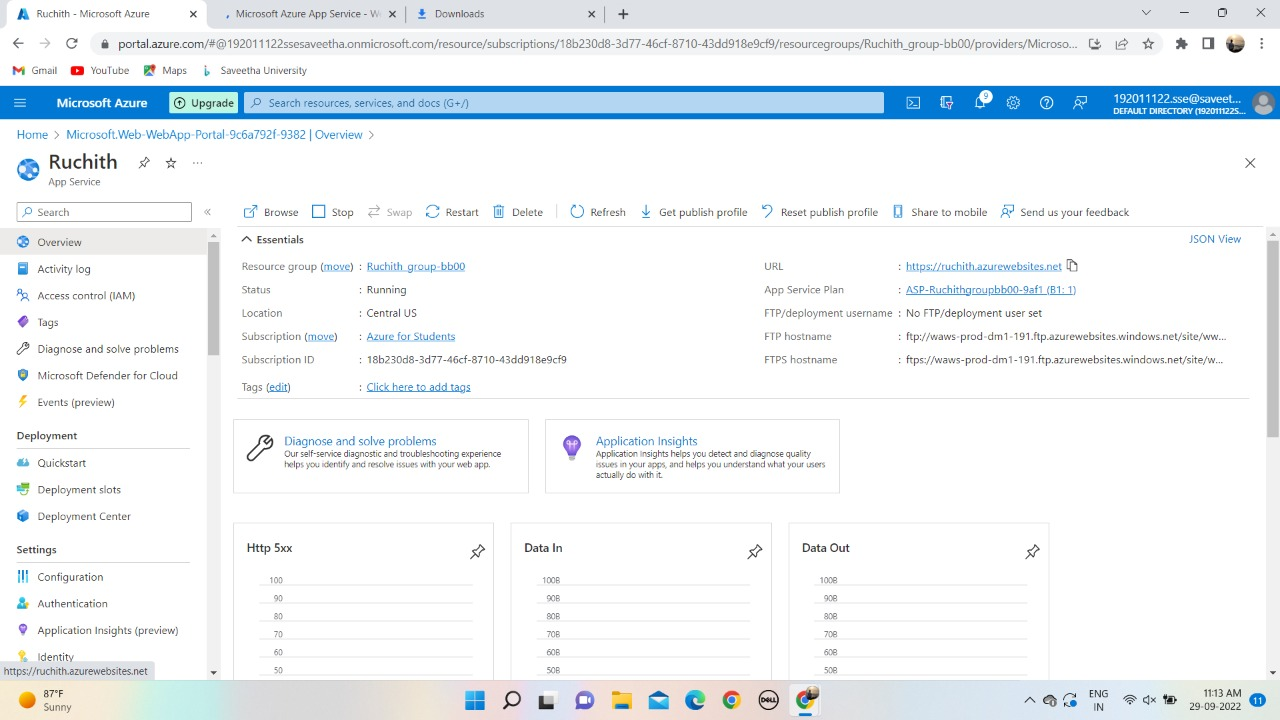 Ruchith - Microsoft Azure
Microsoft Azure App Service - We
Downloads
portal.azure.com/#@192011122ssesaveetha.onmicrosoft.com/resource/subscriptions/18b230d8-3d77-46cf-8710-43dd918e9cf9/resourcegroups/Ruchith_group-bb00/providers/Microso...
Gmail
YouTube
Maps
Saveetha University
Microsoft Azure
Upgrade
Search resources, services, and docs (G+/)
9
192011122.sse@saveet...
DEFAULT DIRECTORY (192011122S...
Home > Microsoft.Web-WebApp-Portal-9c6a792f-9382 | Overview >
Ruchith
...
App Service
Search
«
Browse
Stop
Swap
Restart
Delete
Refresh
Get publish profile
Reset publish profile
Share to mobile
Send us your feedback
Overview
Activity log
Access control (IAM)
Tags
Diagnose and solve problems
Microsoft Defender for Cloud
Events (preview)
Deployment
Quickstart
Deployment slots
Deployment Center
Settings
Configuration
Authentication
Application Insights (preview)
Identity
https://ruchith.azurewebsites.net
Essentials
JSON View
Resource group (move) : Ruchith_group-bb00
Status : Running
Location : Central US
Subscription (move) : Azure for Students
Subscription ID : 18b230d8-3d77-46cf-8710-43dd918e9cf9
Tags (edit) : Click here to add tags
URL : https://ruchith.azurewebsites.net
App Service Plan : ASP-Ruchithgroupbb00-9af1 (B1: 1)
FTP/deployment username : No FTP/deployment user set
FTP hostname : ftp://waws-prod-dm1-191.ftp.azurewebsites.windows.net/site/ww...
FTPS hostname : ftps://waws-prod-dm1-191.ftp.azurewebsites.windows.net/site/w...
Diagnose and solve problems
Our self-service diagnostic and troubleshooting experience
helps you identify and resolve issues with your web app.
Application Insights
Application Insights helps you detect and diagnose quality
issues in your apps, and helps you understand what your users
actually do with it.
Http 5xx
100
90
80
70
60
50
Data In
100B
90B
80B
70B
60B
50B
Data Out
100B
90B
80B
70B
60B
50B
87°F
Sunny
DELL
ENG
IN
11:13 AM
29-09-2022
11